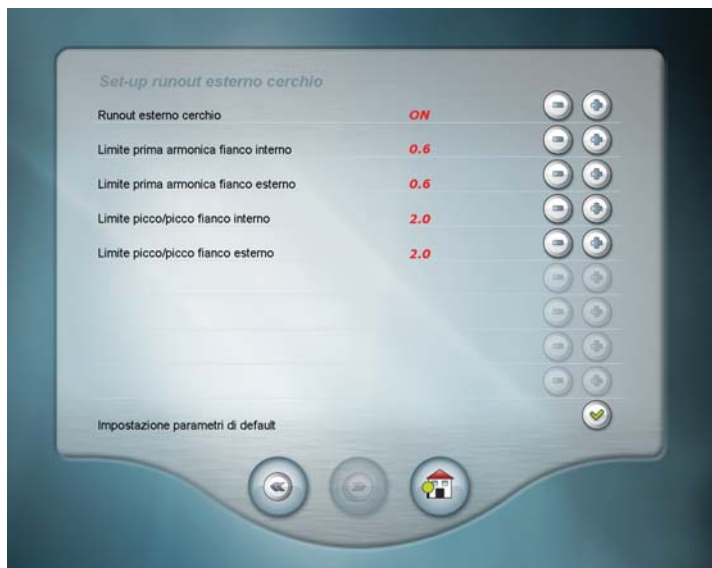 Set-up runout esterno cerchio
Runout esterno cerchio ON
Limite prima armonica fianco interno 0.6
Limite prima armonica fianco esterno 0.6
Limite picco/picco fianco interno 2.0
Limite picco/picco fianco esterno 2.0
Impostazione parametri di default